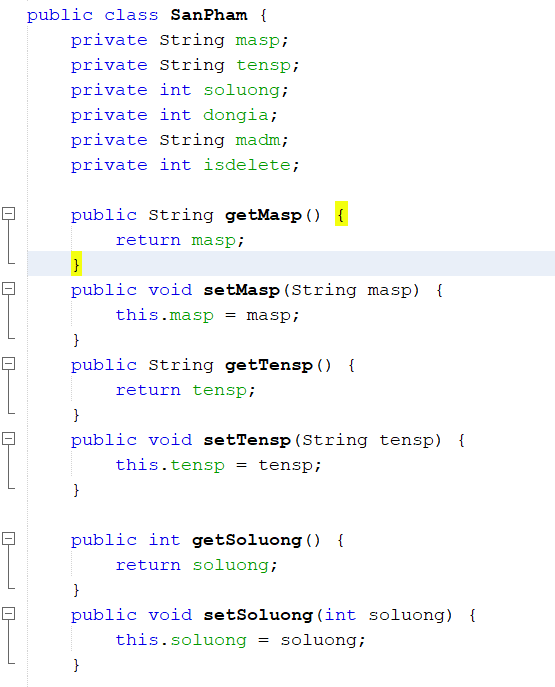 public class SanPham {
    private String masp;
    private String tensp;
    private int soluong;
    private int dongia;
    private String madm;
    private int isdelete;

    public String getMasp() {
        return masp;
    }
    public void setMasp(String masp) {
        this.masp = masp;
    }
    public String getTensp() {
        return tensp;
    }
    public void setTensp(String tensp) {
        this.tensp = tensp;
    }

    public int getSoluong() {
        return soluong;
    }
    public void setSoluong(int soluong) {
        this.soluong = soluong;
    }